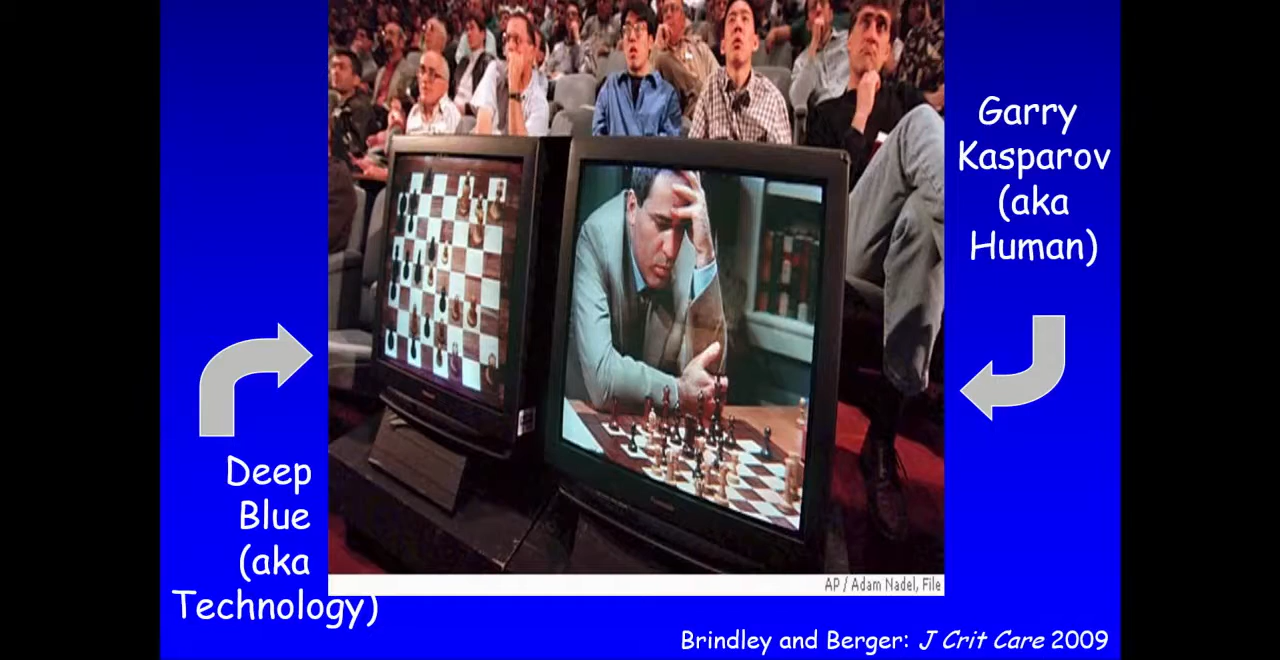 Garry
Kasparov
(aka
Human)
Deep
Blue
(aka
Technology)
AP / Adam Nadel, File
Brindley and Berger: J Crit Care 2009